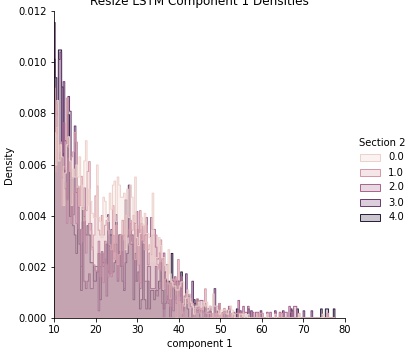 Resize LSTM Component 1 Densities
0.012
0.010
0.008
0.006
0.004
0.002
0.000
Density
10 20 30 40 50 60 70 80
component 1
Section 2
0.0
1.0
2.0
3.0
4.0